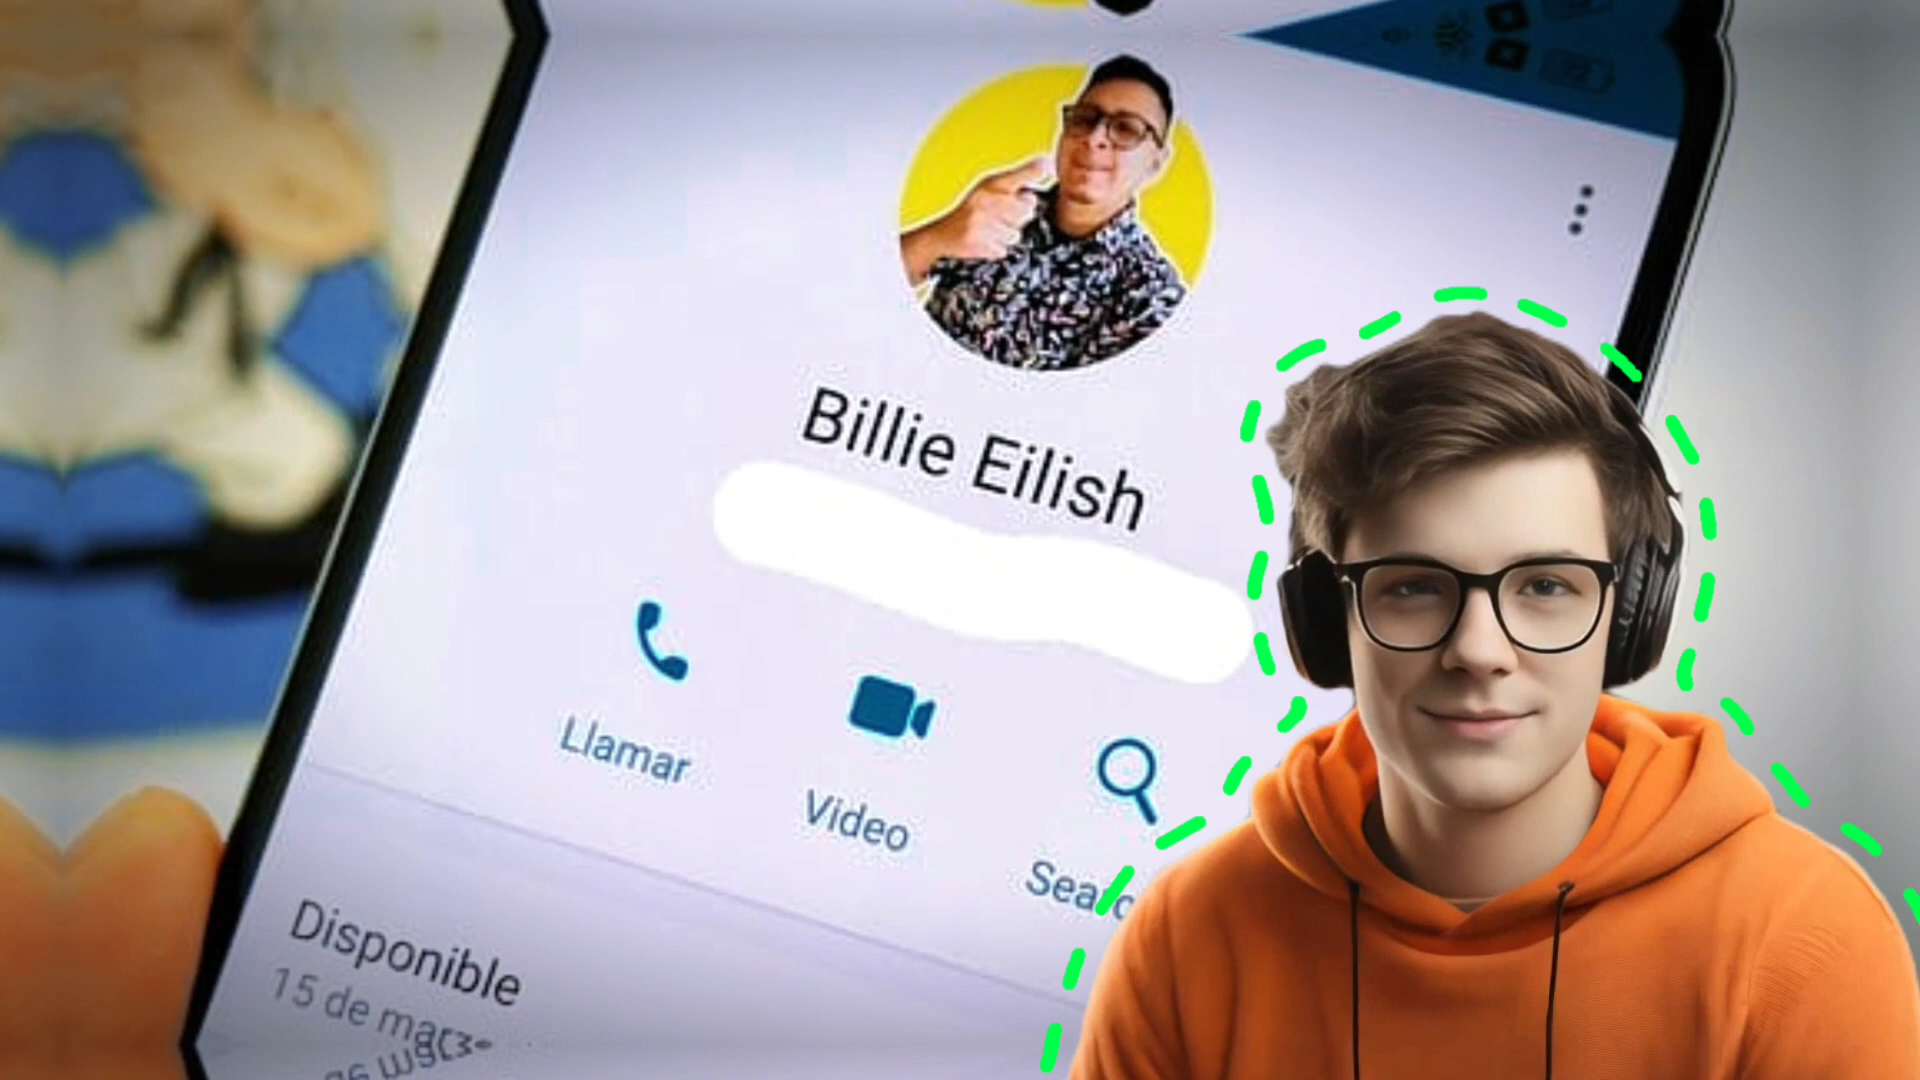 Billie Eilish
Llamar
Video
Disponible
15 de